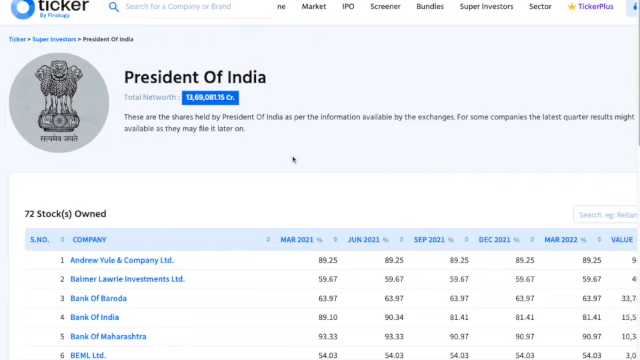 ticker
By Finology
Search for a Company or Brand
ne Market IPO Screener Bundles Super Investors Sector TickerPlus
Ticker > Super Investors > President Of India
President Of India
Total Networth : 13,69,081.15 Cr.
These are the shares held by President Of India as per the information available by the exchanges. For some companies the latest quarter results might
available as they may file it later on.
सत्यमेव जयते
72 Stock(s) Owned
Search. eg: Relian
S.NO. COMPANY MAR 2021 % JUN 2021 % SEP 2021 % DEC 2021 % MAR 2022 % VALUE
1 Andrew Yule & Company Ltd. 89.25 89.25 89.25 89.25 89.25 9
2 Balmer Lawrie Investments Ltd. 59.67 59.67 59.67 59.67 59.67 4
3 Bank Of Baroda 63.97 63.97 63.97 63.97 63.97 33,7
4 Bank Of India 89.10 90.34 81.41 81.41 81.41 15,5
5 Bank Of Maharashtra 93.33 93.33 90.97 90.97 90.97 10,3
6 BEML Ltd. 54.03 54.03 54.03 54.03 54.03 3,0